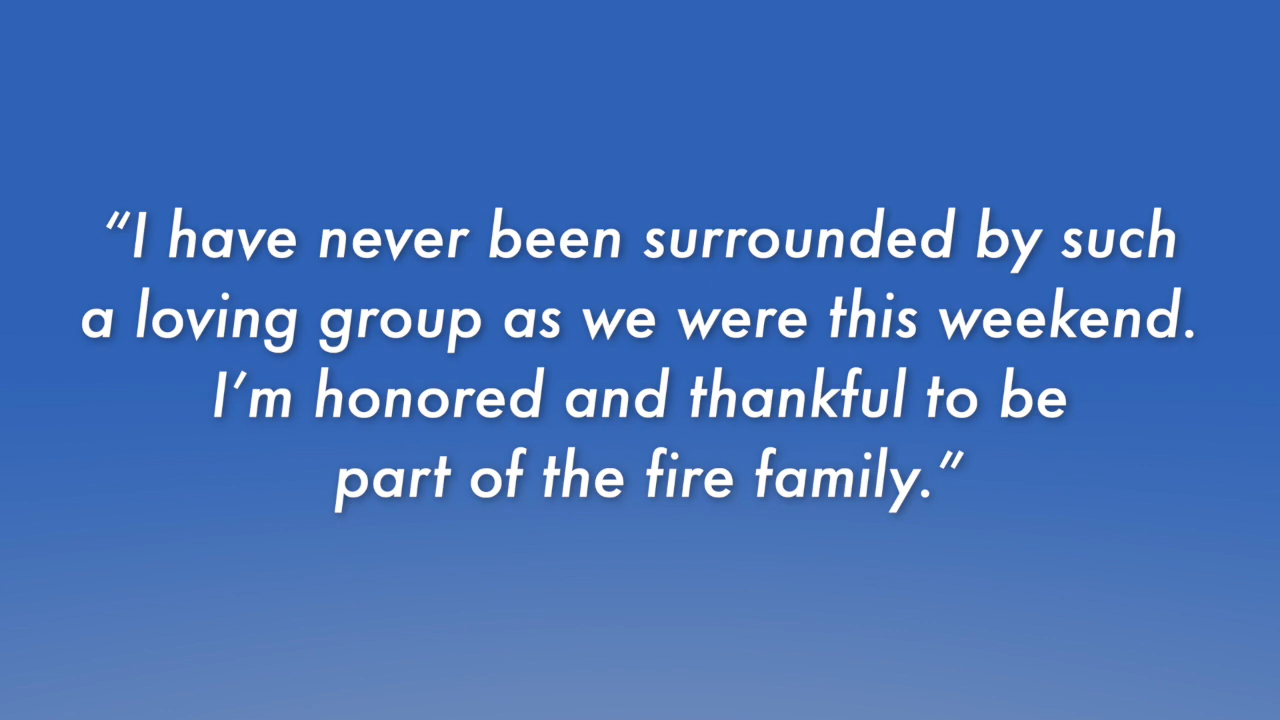 “I have never been surrounded by such
a loving group as we were this weekend.
I’m honored and thankful to be
part of the fire family.”